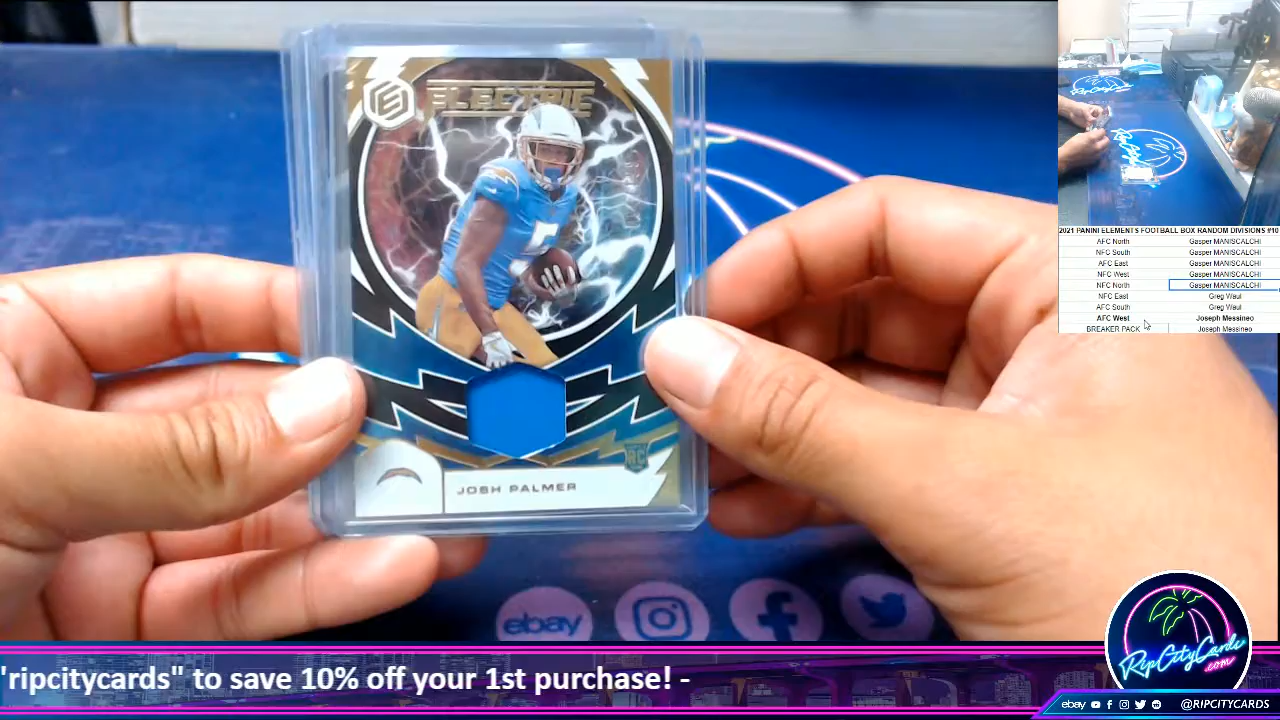 ELECTRIC
5
RC
JOSH PALMER
2021 PANINI ELEMENTS FOOTBALL BOX RANDOM DIVISIONS #10
AFC North Gasper MANISCALCHI
NFC South Gasper MANISCALCHI
AFC East Gasper MANISCALCHI
NFC West Gasper MANISCALCHI
NFC North Gasper MANISCALCHI
NFC East Greg Waul
AFC South Greg Waul
AFC West Joseph Messineo
BREAKER PACK Joseph Messineo
ebay
RipCityCards
.com
"ripcitycards" to save 10% off your 1st purchase! -
ebay @RIPCITYCARDS